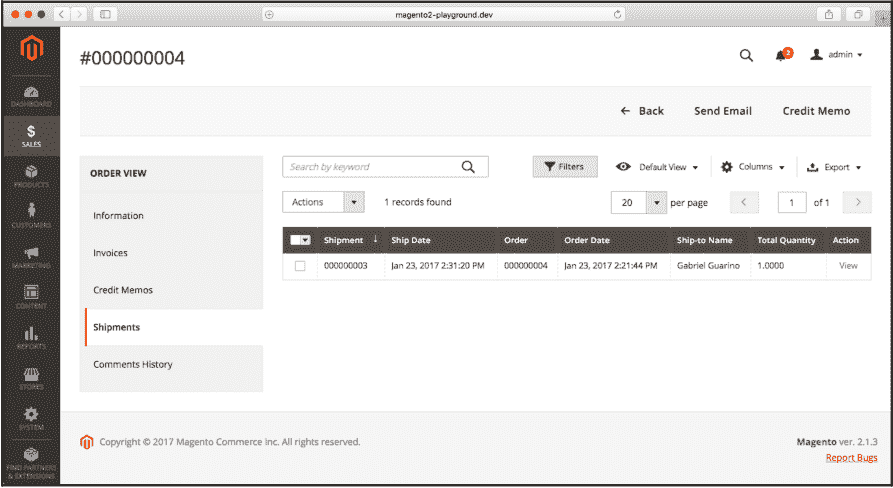 magento2-playground.dev
#000000004
2
admin
Back Send Email Credit Memo
DASHBOARD
$
SALES
PRODUCTS
CUSTOMERS
MARKETING
CONTENT
REPORTS
STORES
SYSTEM
FIND PARTNERS
& EXTENSIONS
ORDER VIEW
Information
Invoices
Credit Memos
Shipments
Comments History
Search by keyword Filters Default View Columns Export
Actions 1 records found 20 per page 1 of 1
Shipment Ship Date Order Order Date Ship-to Name Total Quantity Action
000000003 Jan 23, 2017 2:31:20 PM 000000004 Jan 23, 2017 2:21:44 PM Gabriel Guarino 1.0000 View
Copyright © 2017 Magento Commerce Inc. All rights reserved.
Magento ver. 2.1.3
Report Bugs